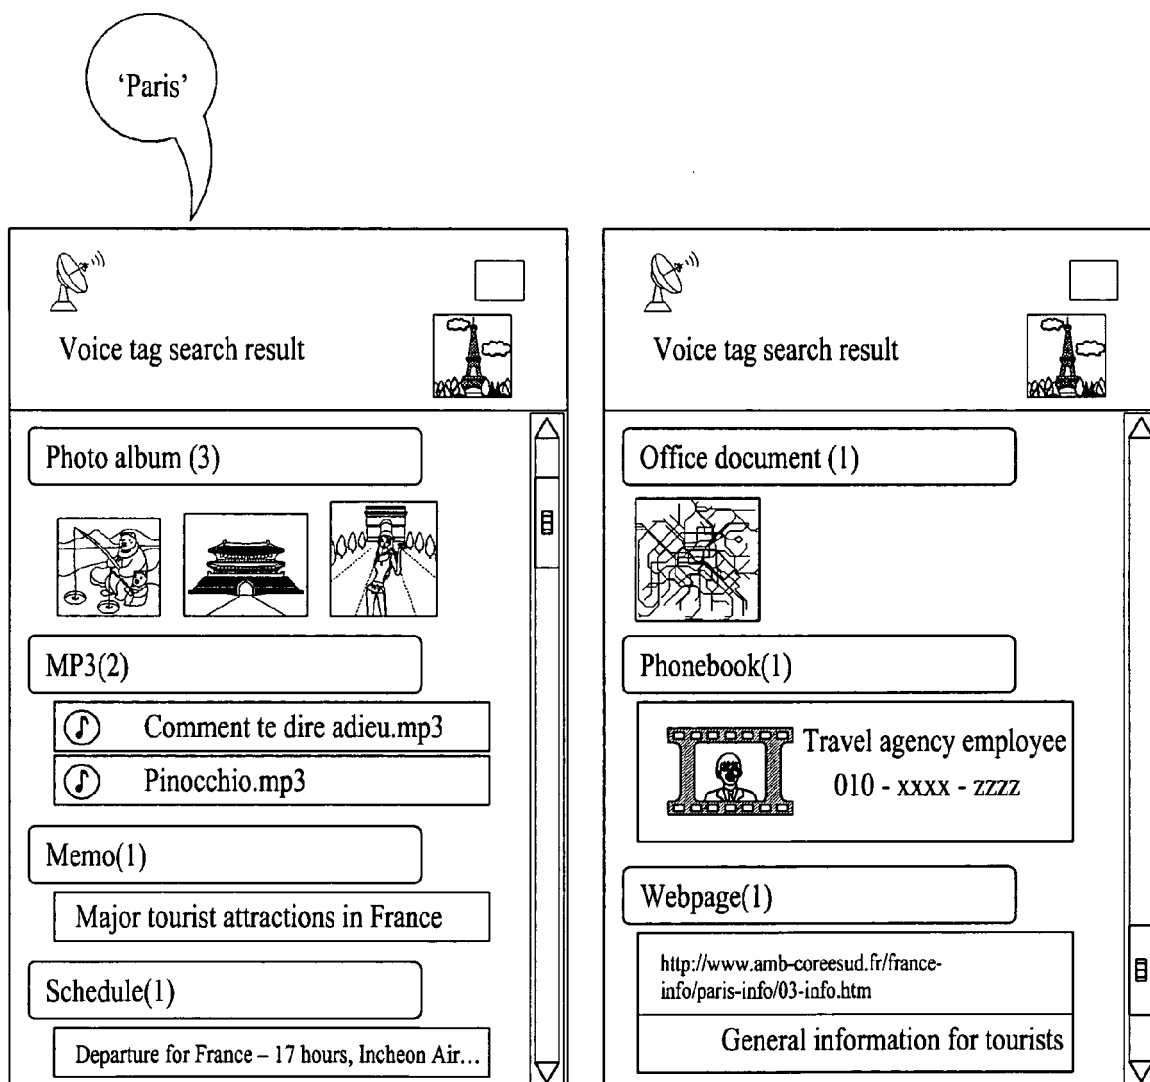 ‘Paris’
Voice tag search result
Photo album (3)
MP3(2)
Comment te dire adieu.mp3
Pinocchio.mp3
Memo(1)
Major tourist attractions in France
Schedule(1)
Departure for France – 17 hours, Incheon Air...
Voice tag search result
Office document (1)
Phonebook(1)
Travel agency employee
010 - xxxx - zzzz
Webpage(1)
http://www.amb-coreesud.fr/france-
info/paris-info/03-info.htm
General information for tourists